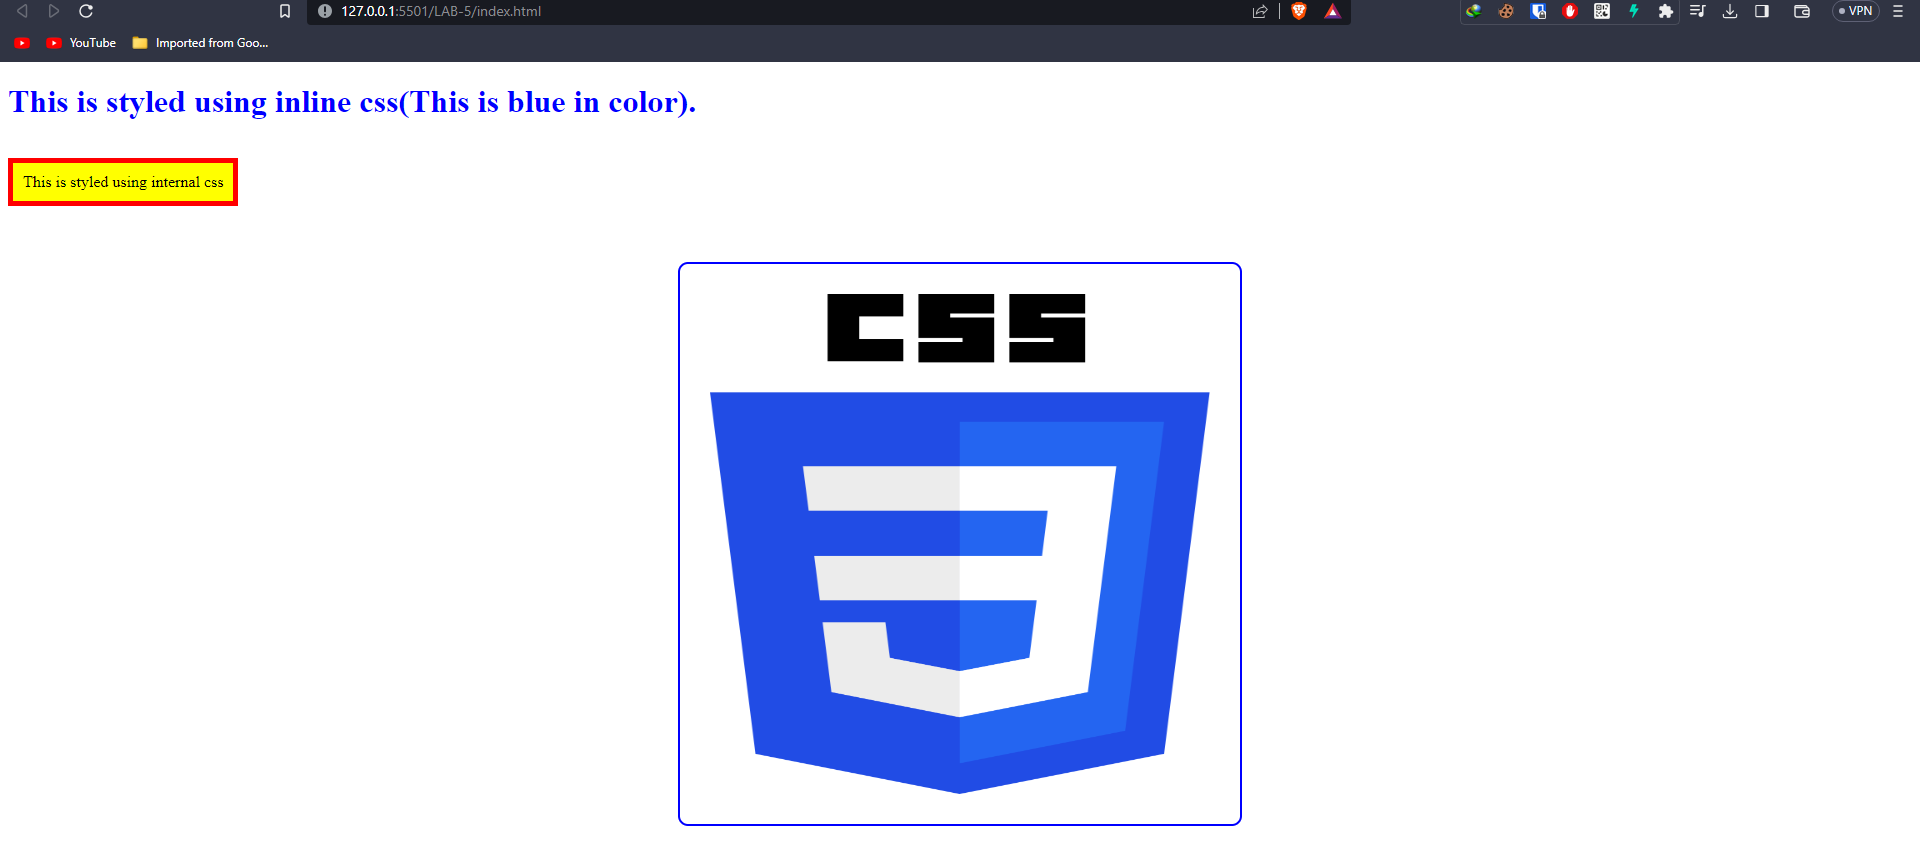 127.0.0.1:5501/LAB-5/index.html
VPN
YouTube
Imported from Goo...
This is styled using inline css(This is blue in color).
This is styled using internal css
CSS
3